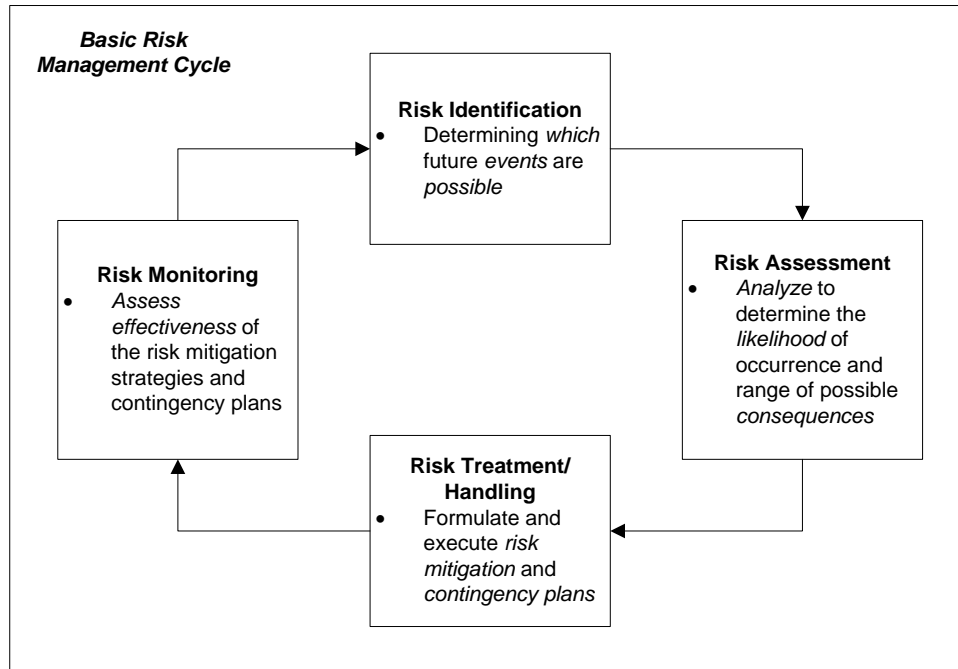 Basic Risk
Management Cycle
Risk Identification
• Determining which
future events are
possible
Risk Monitoring
• Assess
effectiveness of
the risk mitigation
strategies and
contingency plans
Risk Assessment
• Analyze to
determine the
likelihood of
occurrence and
range of possible
consequences
Risk Treatment/
Handling
• Formulate and
execute risk
mitigation and
contingency plans